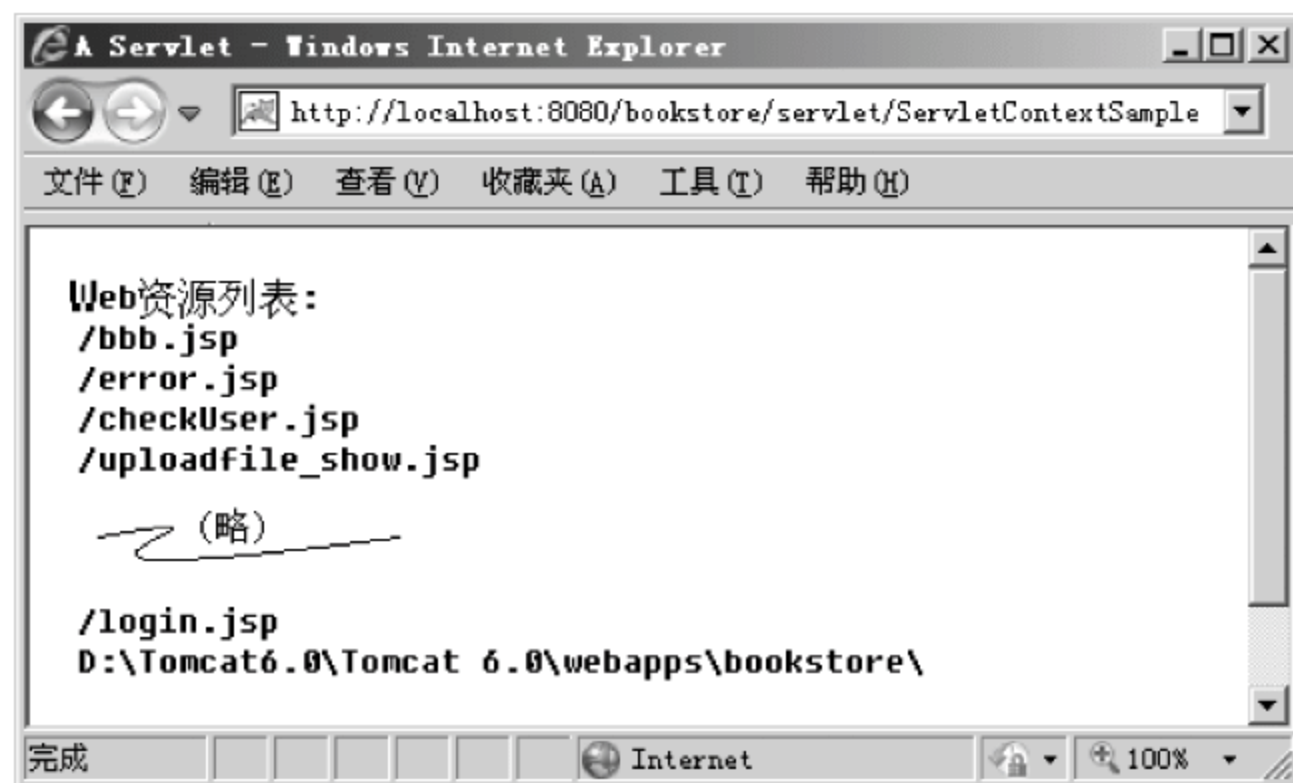 A Servlet - Windows Internet Explorer
http://localhost:8080/bookstore/servlet/ServletContextSample
文件(F) 编辑(E) 查看(V) 收藏夹(A) 工具(T) 帮助(H)
Web资源列表:
/bbb.jsp
/error.jsp
/checkUser.jsp
/uploadfile_show.jsp
(略)
/login.jsp
D:\Tomcat6.0\Tomcat 6.0\webapps\bookstore\
完成 Internet 100%